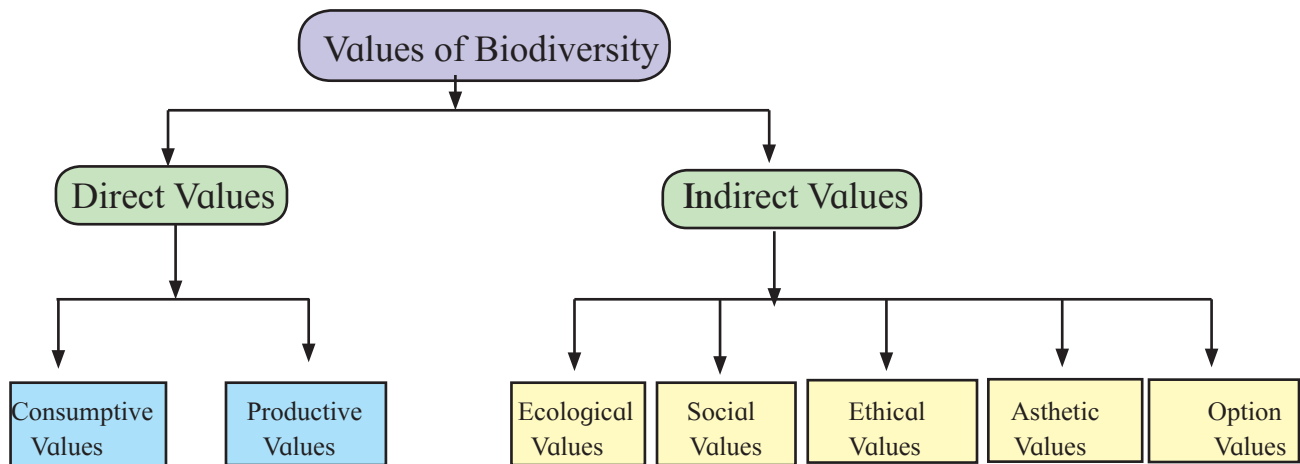 Values of Biodiversity
Direct Values
Indirect Values
Consumptive
Values
Productive
Values
Ecological
Values
Social
Values
Ethical
Values
Asthetic
Values
Option
Values